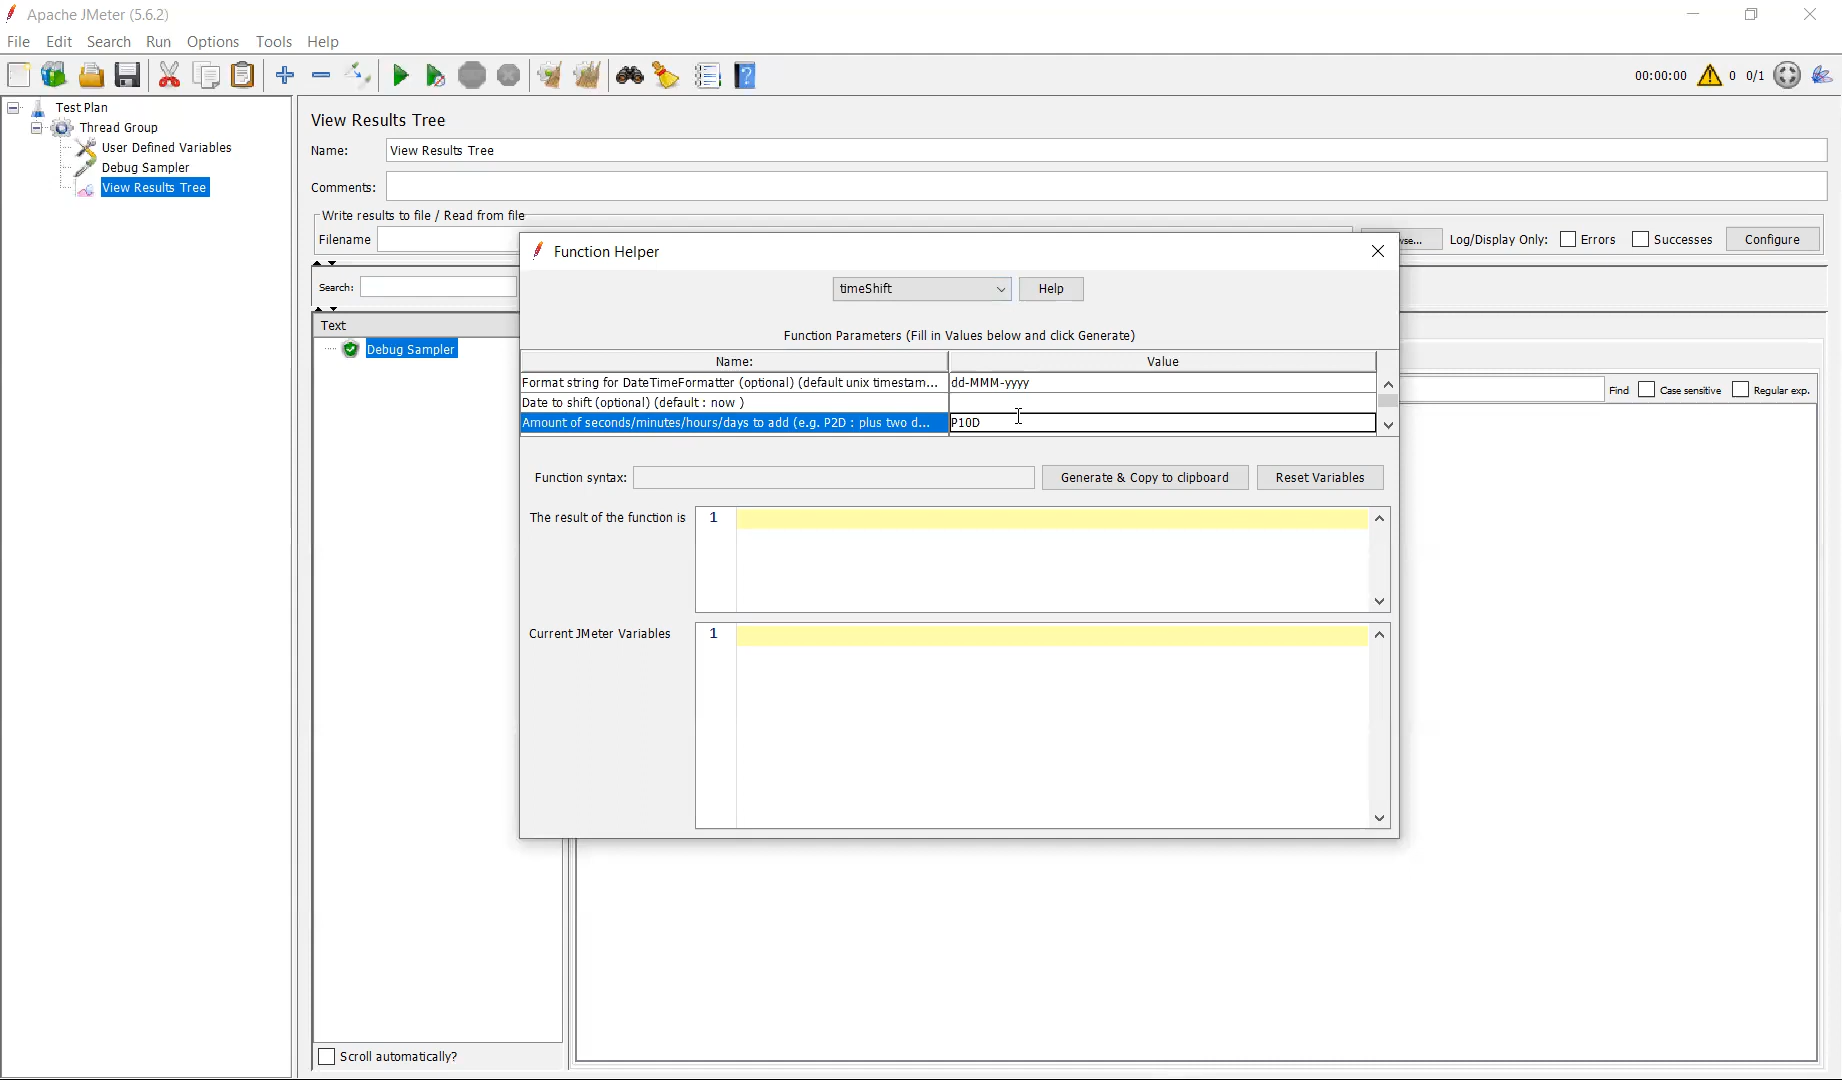 Apache JMeter (5.6.2)
File Edit Search Run Options Tools Help
00:00:00 0 0/1
Test Plan
Thread Group
User Defined Variables
Debug Sampler
View Results Tree
View Results Tree
Name: View Results Tree
Comments:
Write results to file / Read from file
Filename
wse... Log/Display Only: Errors Successes Configure
Search:
Text
Debug Sampler
Find Case sensitive Regular exp.
Scroll automatically?
Function Helper
timeShift Help
Function Parameters (Fill in Values below and click Generate)
Name: Value
Format string for DateTimeFormatter (optional) (default unix timestam... dd-MMM-yyyy
Date to shift (optional) (default : now )
Amount of seconds/minutes/hours/days to add (e.g. P2D : plus two d... P10D
Function syntax: Generate & Copy to clipboard Reset Variables
The result of the function is 1
Current JMeter Variables 1